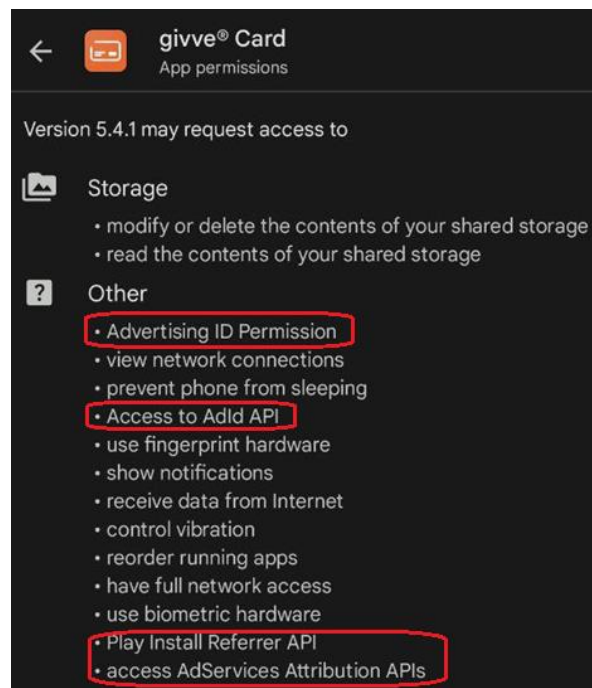 givve® Card
App permissions
Version 5.4.1 may request access to
Storage
• modify or delete the contents of your shared storage
• read the contents of your shared storage
Other
• Advertising ID Permission
• view network connections
• prevent phone from sleeping
• Access to AdId API
• use fingerprint hardware
• show notifications
• receive data from Internet
• control vibration
• reorder running apps
• have full network access
• use biometric hardware
• Play Install Referrer API
• access AdServices Attribution APIs